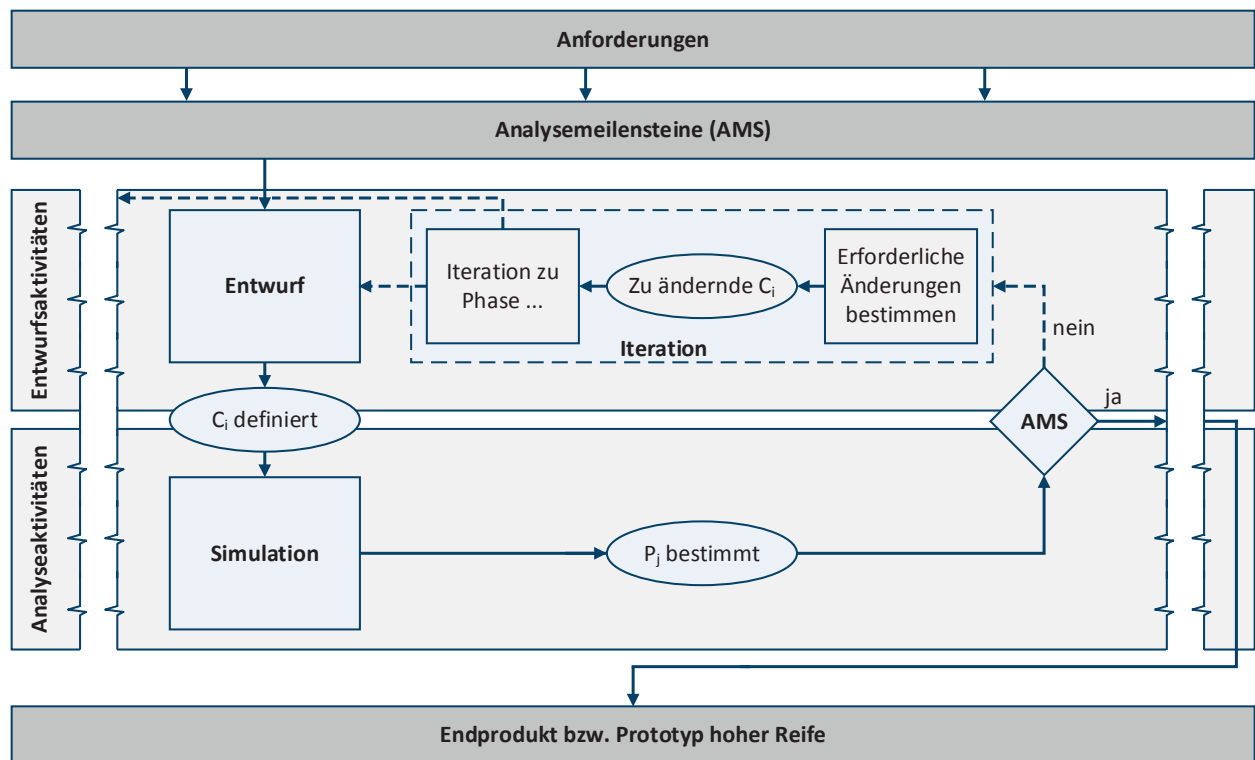 Anforderungen
Analysemeilensteine (AMS)
Entwurfsaktivitäten
Entwurf
Iteration zu
Phase ...
Zu ändernde Cᵢ
Erforderliche
Änderungen
bestimmen
Iteration
nein
ja
AMS
Cᵢ definiert
Analyseaktivitäten
Simulation
Pⱼ bestimmt
Endprodukt bzw. Prototyp hoher Reife